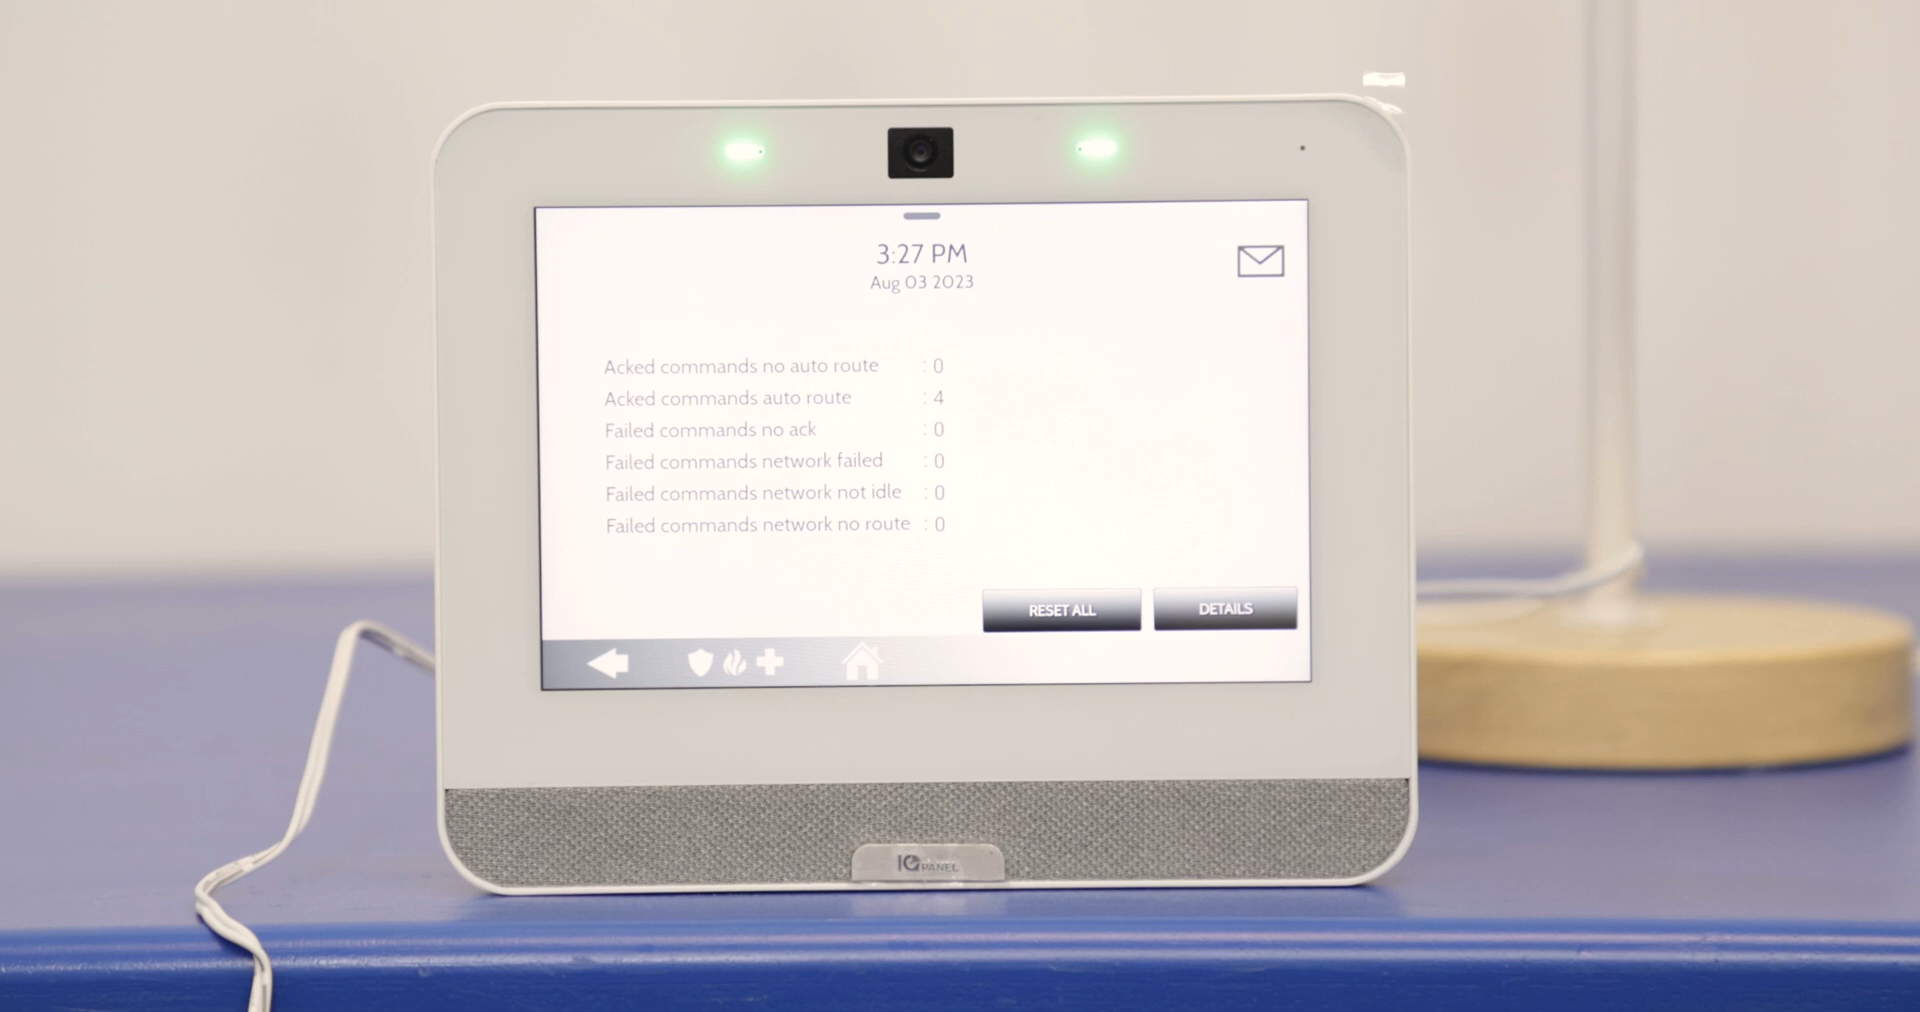 3:27 PM
Aug 03 2023
Acked commands no auto route : 0
Acked commands auto route : 4
Failed commands no ack : 0
Failed commands network failed : 0
Failed commands network not idle : 0
Failed commands network no route : 0
RESET ALL DETAILS
IQ PANEL